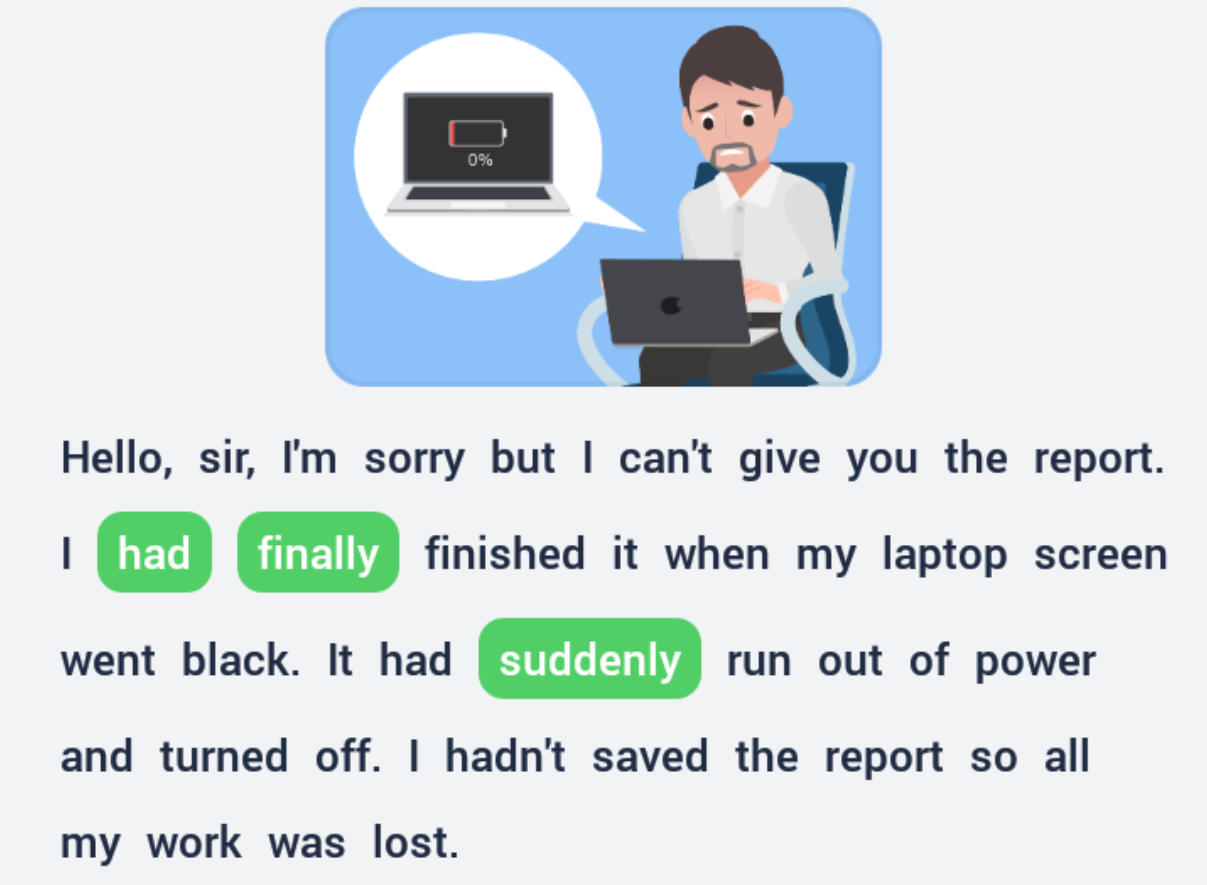 0%
Hello, sir, I'm sorry but I can't give you the report.
I had finally finished it when my laptop screen
went black. It had suddenly run out of power
and turned off. I hadn't saved the report so all
my work was lost.